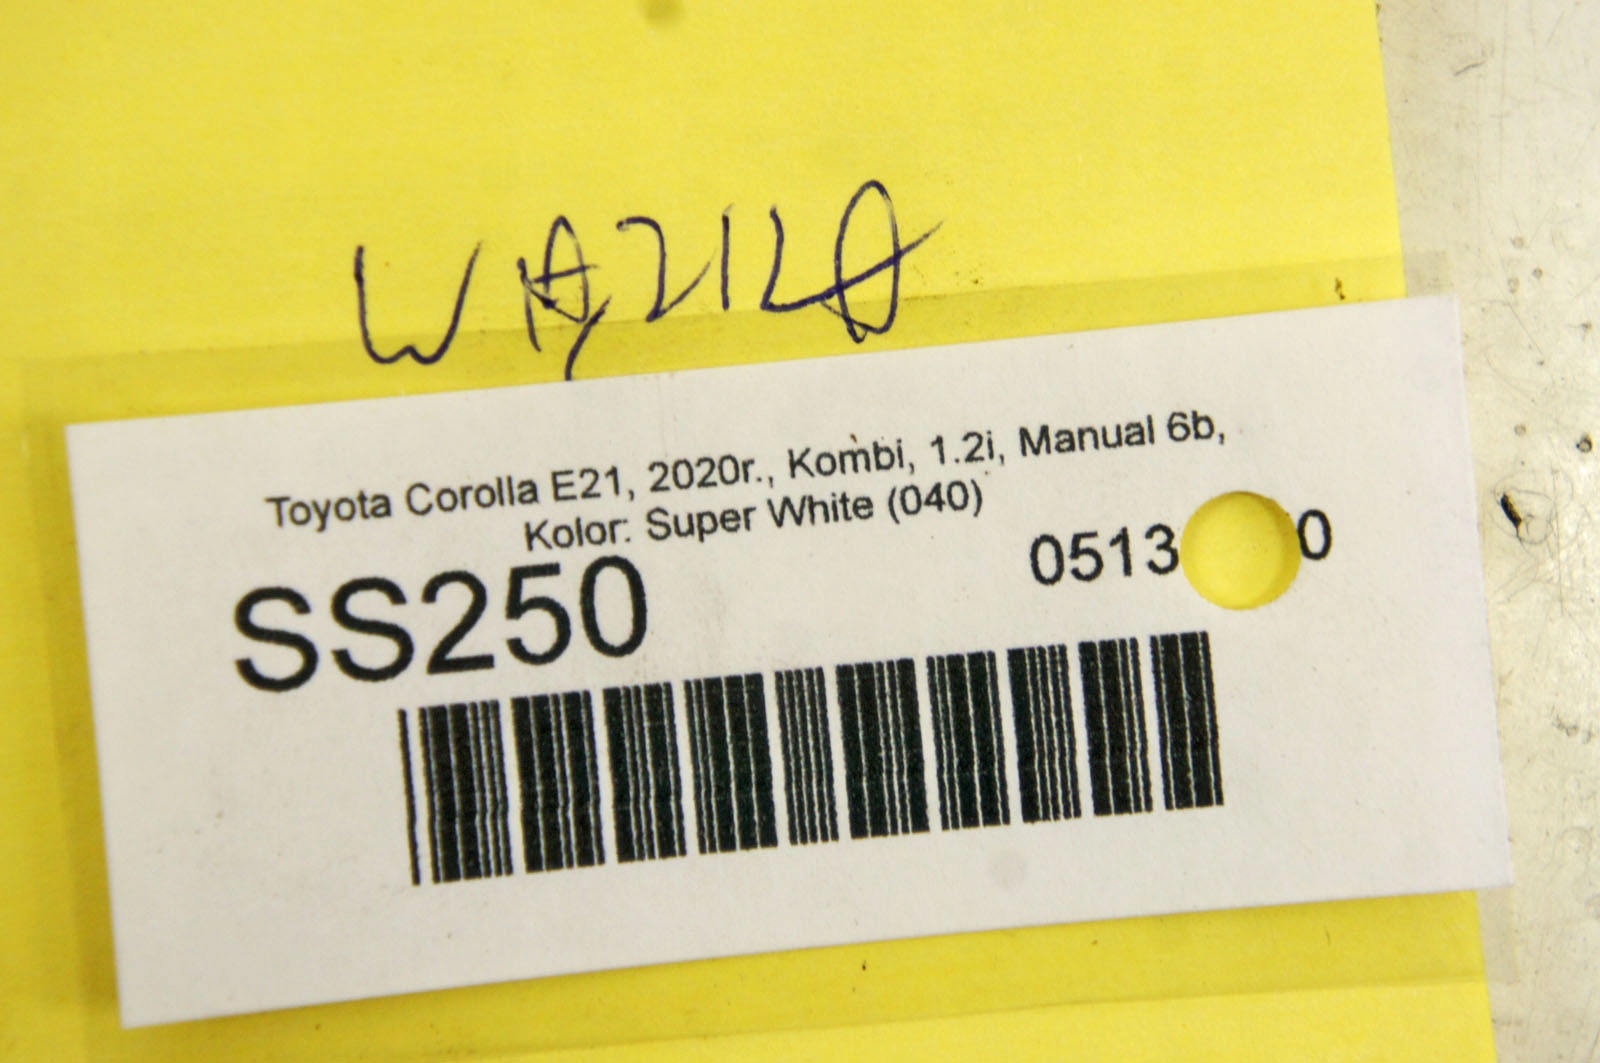 Toyota Corolla E21, 2020r., Kombi, 1.2i, Manual 6b,
Kolor: Super White (040)
SS250